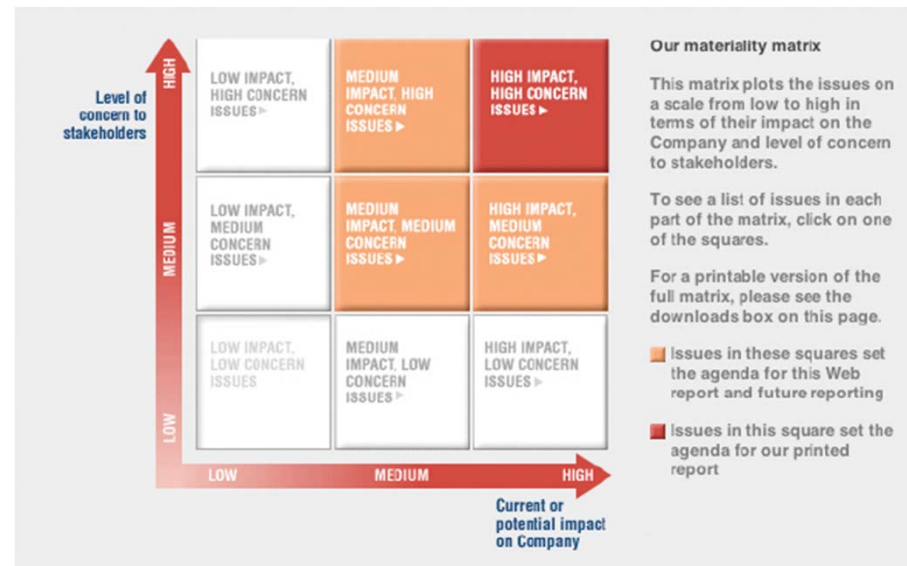 HIGH
Level of
concern to
stakeholders
LOW IMPACT,
HIGH CONCERN
ISSUES
MEDIUM
IMPACT, HIGH
CONCERN
ISSUES
HIGH IMPACT,
HIGH CONCERN
ISSUES
MEDIUM
LOW IMPACT,
MEDIUM
CONCERN
ISSUES
MEDIUM
IMPACT, MEDIUM
CONCERN
ISSUES
HIGH IMPACT,
MEDIUM
CONCERN
ISSUES
LOW
LOW IMPACT,
LOW CONCERN
ISSUES
MEDIUM
IMPACT, LOW
CONCERN
ISSUES
HIGH IMPACT,
LOW CONCERN
ISSUES
LOW
MEDIUM
HIGH
Current or
potential impact
on Company
Our materiality matrix
This matrix plots the issues on
a scale from low to high in
terms of their impact on the
Company and level of concern
to stakeholders.
To see a list of issues in each
part of the matrix, click on one
of the squares.
For a printable version of the
full matrix, please see the
downloads box on this page.
Issues in these squares set
the agenda for this Web
report and future reporting
Issues in this square set the
agenda for our printed
report